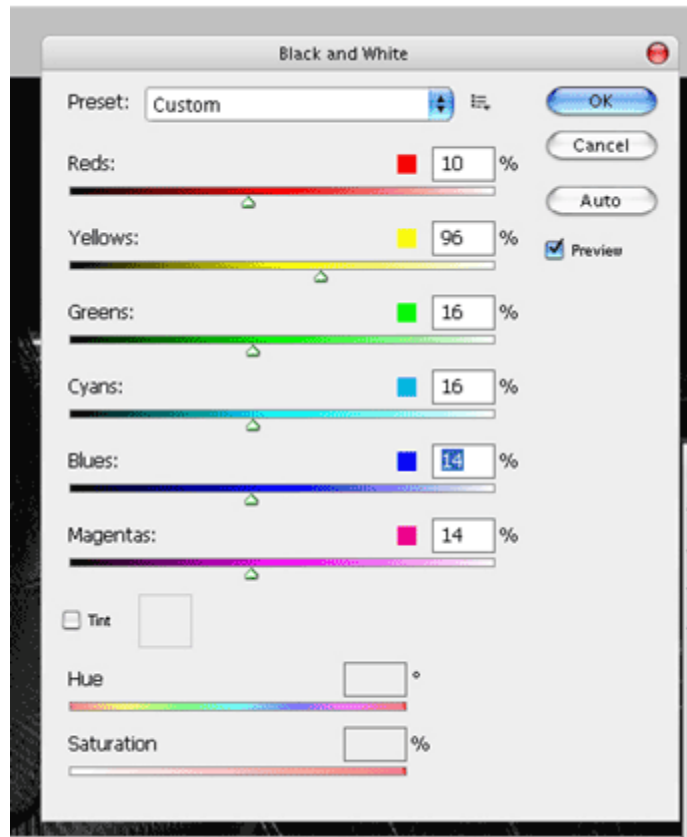 Black and White
Preset: Custom
OK
Cancel
Auto
Preview
Reds: 10 %
Yellows: 96 %
Greens: 16 %
Cyans: 16 %
Blues: 14 %
Magentas: 14 %
Tint
Hue °
Saturation %